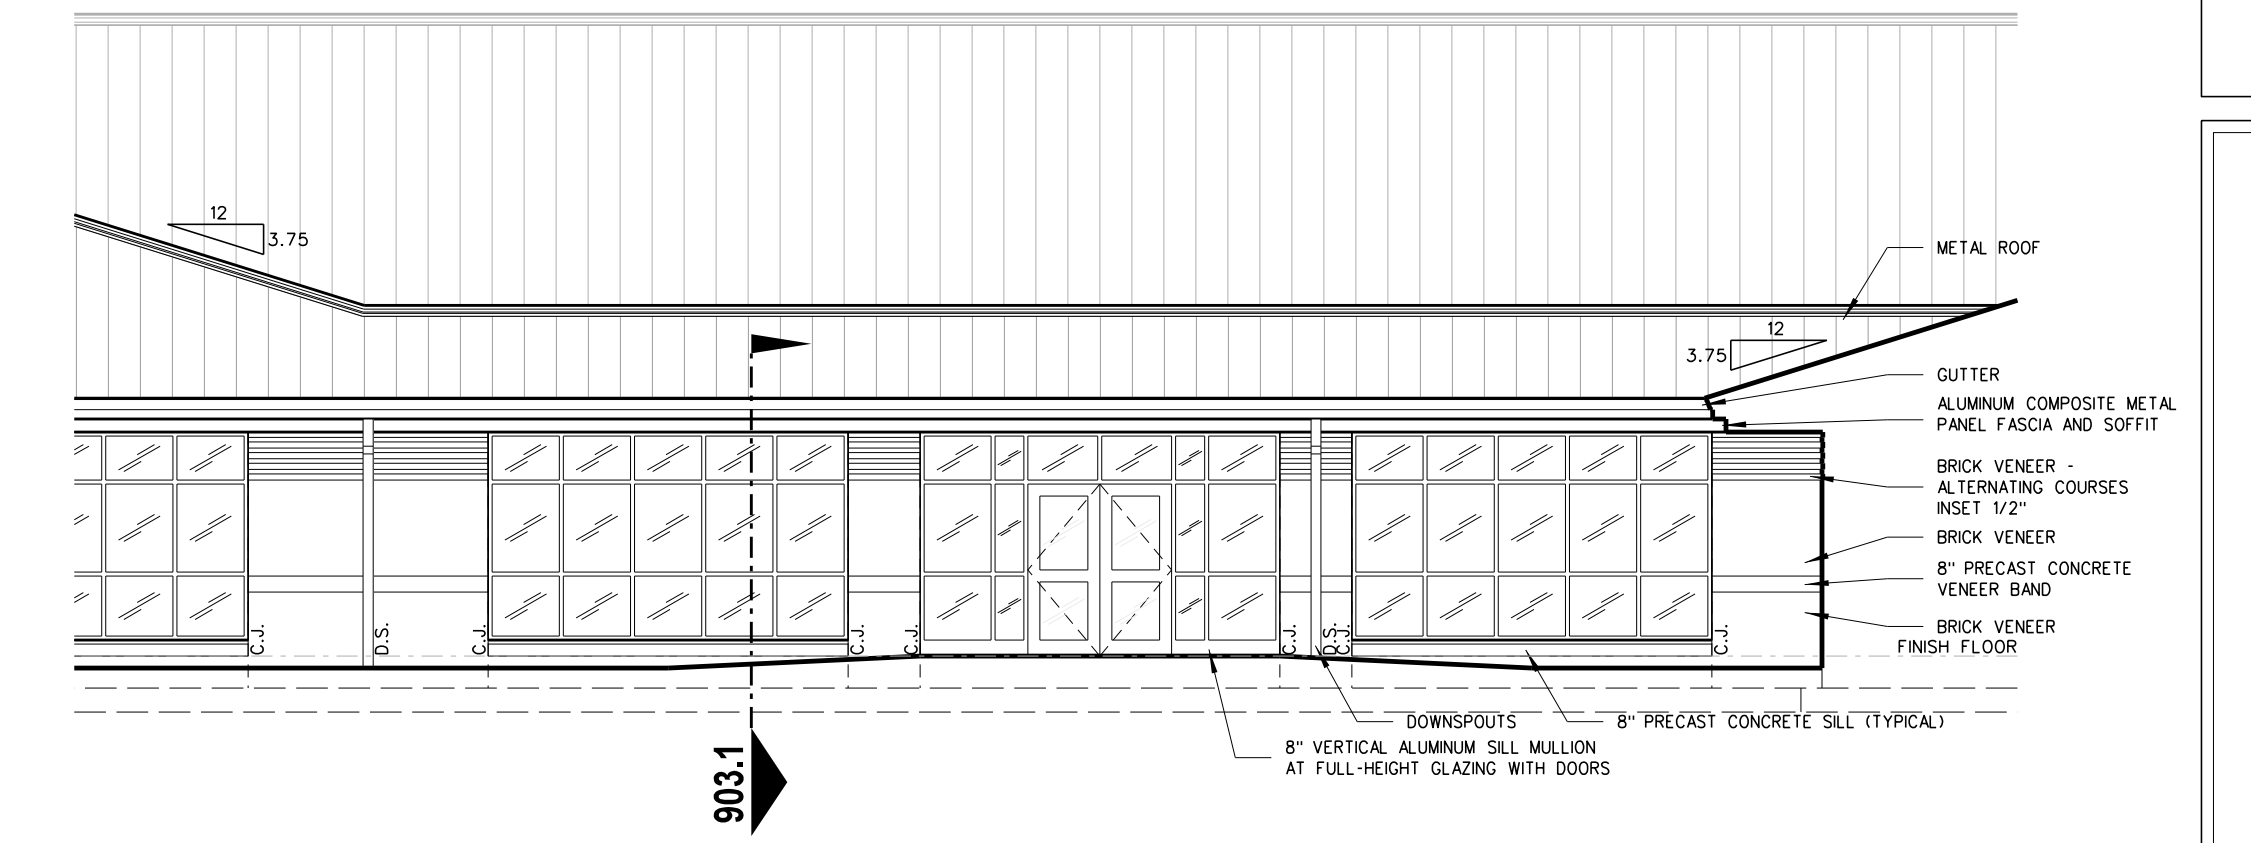 12
3.75
METAL ROOF
12
3.75
GUTTER
ALUMINUM COMPOSITE METAL
PANEL FASCIA AND SOFFIT
BRICK VENEER -
ALTERNATING COURSES
INSET 1/2"
BRICK VENEER
8" PRECAST CONCRETE
VENEER BAND
BRICK VENEER
FINISH FLOOR
C.J.
D.S.
C.J.
C.J.
C.J.
C.J.
D.S.
C.J.
C.J.
DOWNSPOUTS
8" PRECAST CONCRETE SILL (TYPICAL)
8" VERTICAL ALUMINUM SILL MULLION
AT FULL-HEIGHT GLAZING WITH DOORS
903.1